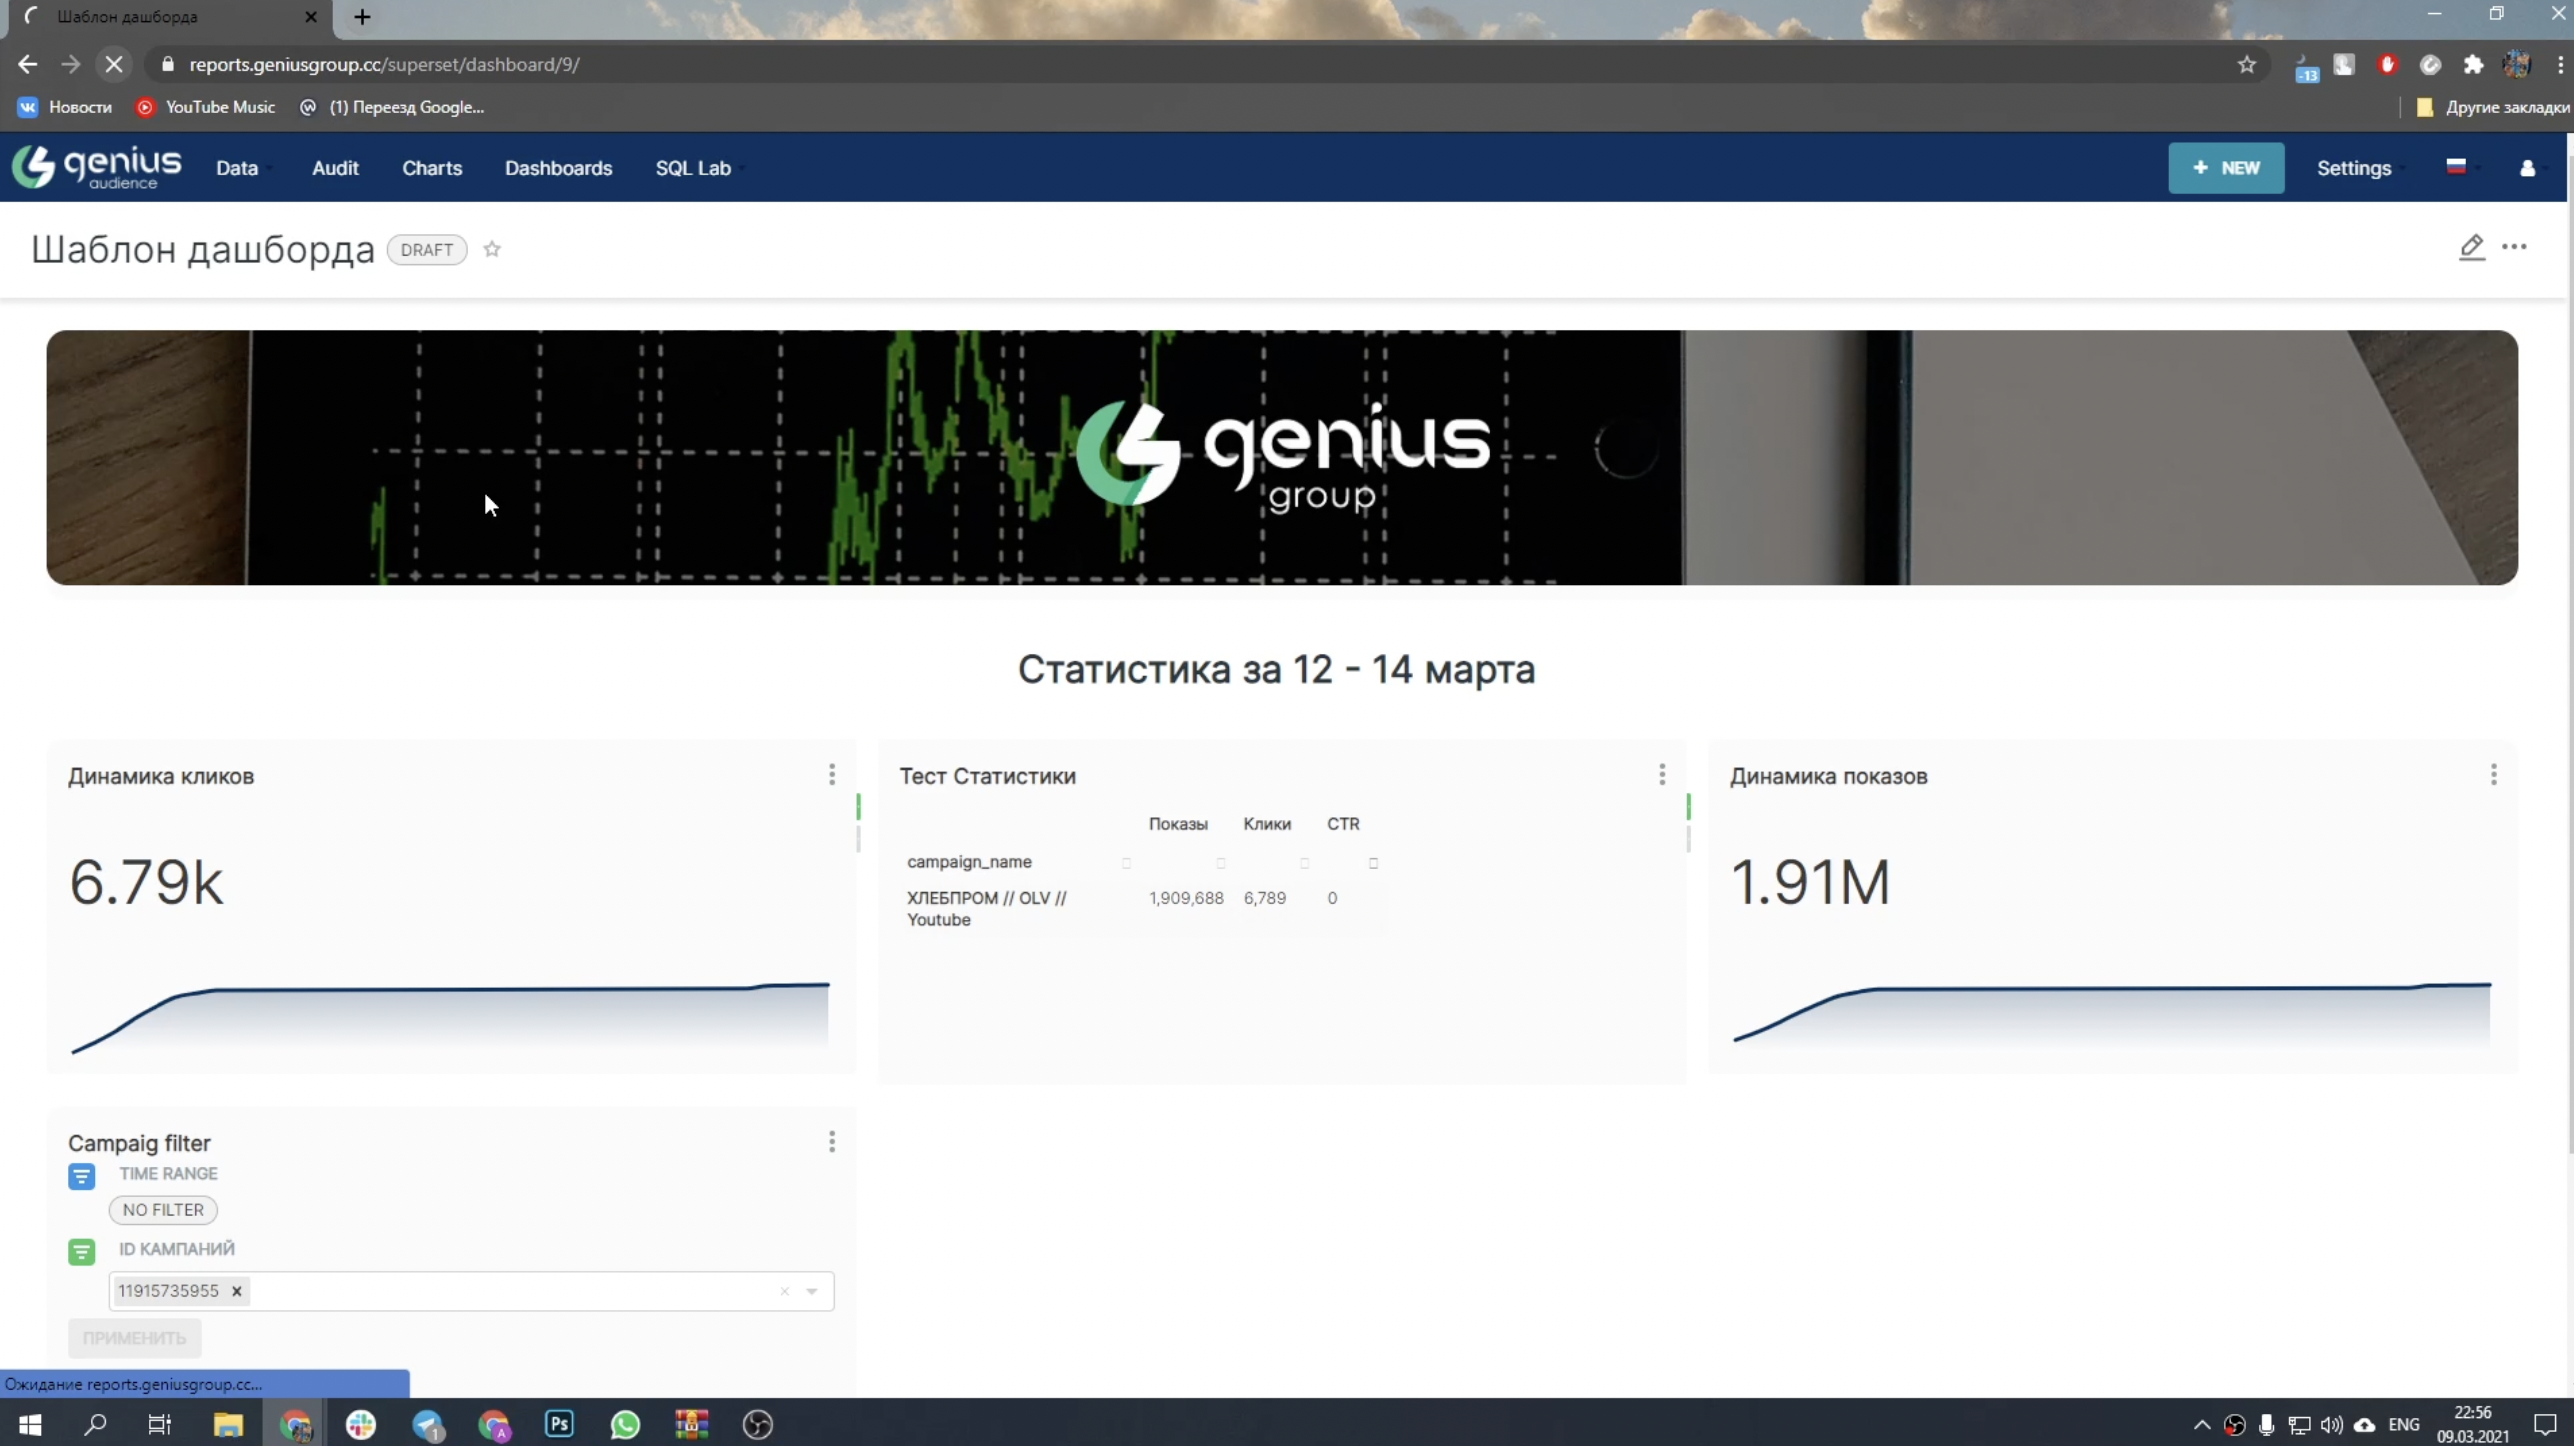 Шаблон дашборда
reports.geniusgroup.cc/superset/dashboard/9/
-13
Новости
YouTube Music
(1) Переезд Google...
Другие закладки
genius
audience
Data
Audit
Charts
Dashboards
SQL Lab
+ NEW
Settings
Шаблон дашборда
DRAFT
genius
group
Статистика за 12 - 14 марта
Динамика кликов
6.79k
Тест Статистики
Показы Клики CTR
campaign_name
ХЛЕБПРОМ // OLV // 1,909,688 6,789 0
Youtube
Динамика показов
1.91M
Campaig filter
TIME RANGE
NO FILTER
ID КАМПАНИЙ
11915735955
ПРИМЕНИТЬ
Ожидание reports.geniusgroup.cc...
1
A
Ps
ENG
22:56
09.03.2021